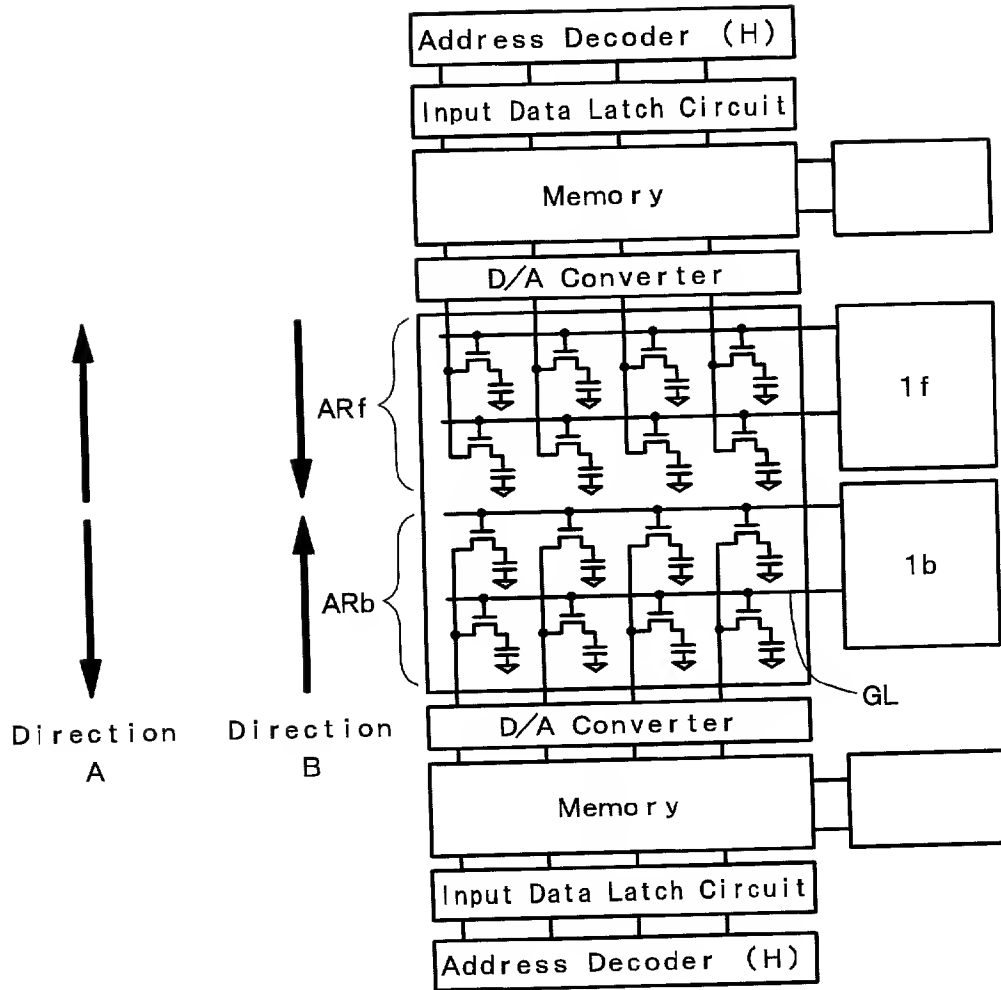 Address Decoder (H)
Input Data Latch Circuit
Memory
D/A Converter
ARf
1f
ARb
1b
GL
Direction A
Direction B
D/A Converter
Memory
Input Data Latch Circuit
Address Decoder (H)